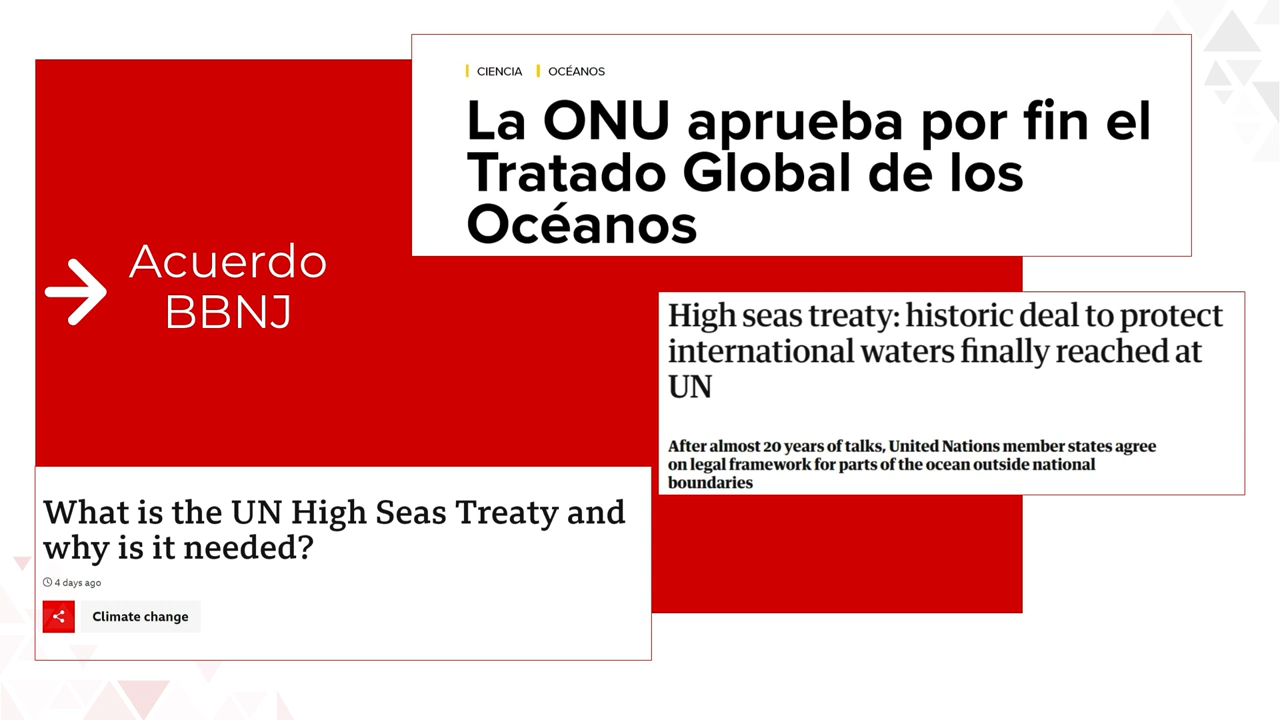 CIENCIA OCÉANOS
La ONU aprueba por fin el
Tratado Global de los
Océanos
Acuerdo
BBNJ
High seas treaty: historic deal to protect
international waters finally reached at
UN
After almost 20 years of talks, United Nations member states agree
on legal framework for parts of the ocean outside national
boundaries
What is the UN High Seas Treaty and
why is it needed?
4 days ago
Climate change